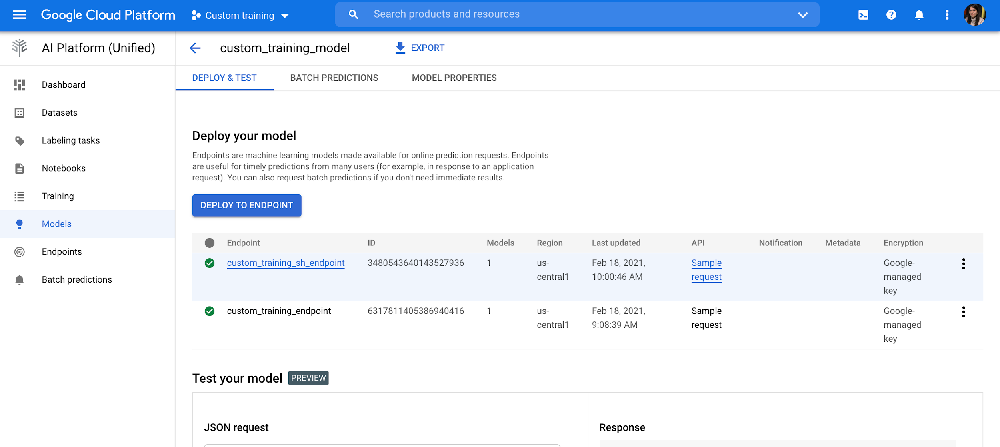 Google Cloud Platform
Custom training
Search products and resources
AI Platform (Unified)
custom_training_model
EXPORT
DEPLOY & TEST
BATCH PREDICTIONS
MODEL PROPERTIES
Dashboard
Datasets
Labeling tasks
Notebooks
Training
Models
Endpoints
Batch predictions
Deploy your model
Endpoints are machine learning models made available for online prediction requests. Endpoints
are useful for timely predictions from many users (for example, in response to an application
request). You can also request batch predictions if you don't need immediate results.
DEPLOY TO ENDPOINT
Endpoint ID Models Region Last updated API Notification Metadata Encryption
custom_training_sh_endpoint 3480543640143527936 1 us- Feb 18, 2021, Sample Google-
central1 10:00:46 AM request managed
key
custom_training_endpoint 6317811405386940416 1 us- Feb 18, 2021, Sample Google-
central1 9:08:39 AM request managed
key
Test your model PREVIEW
JSON request
Response